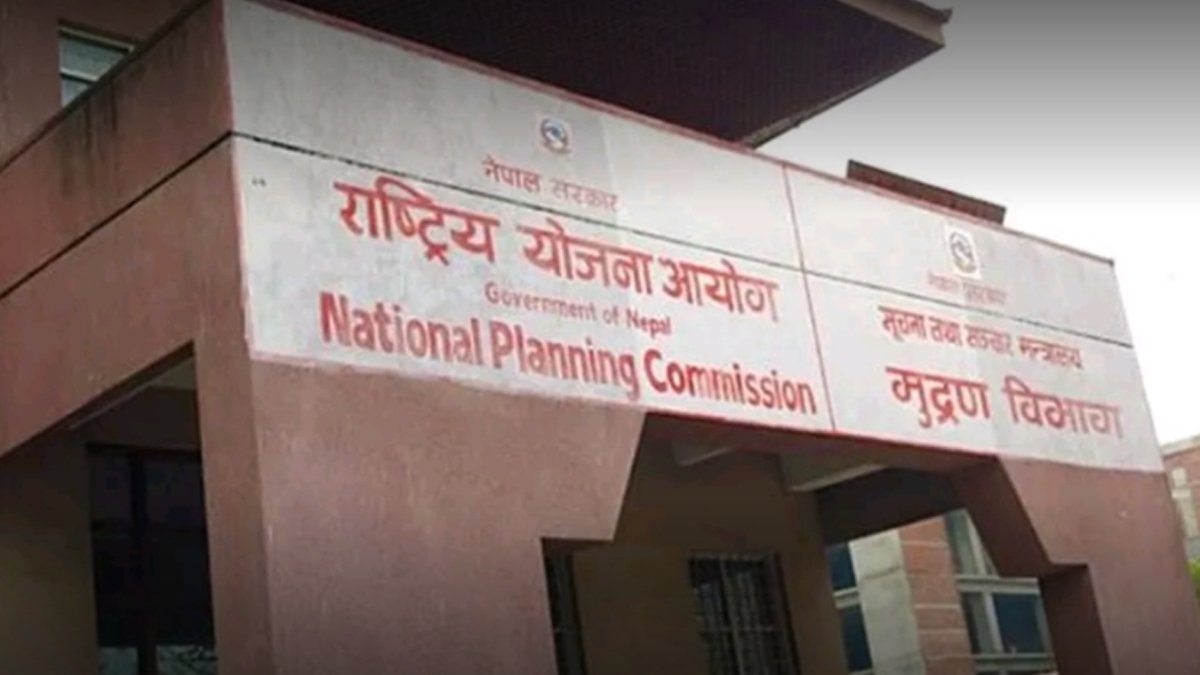 नेपाल सरकार
राष्ट्रिय योजना आयोग
Government of Nepal
National Planning Commission
नेपाल सरकार
सूचना तथा सञ्चार मन्त्रालय
मुद्रण विभाग